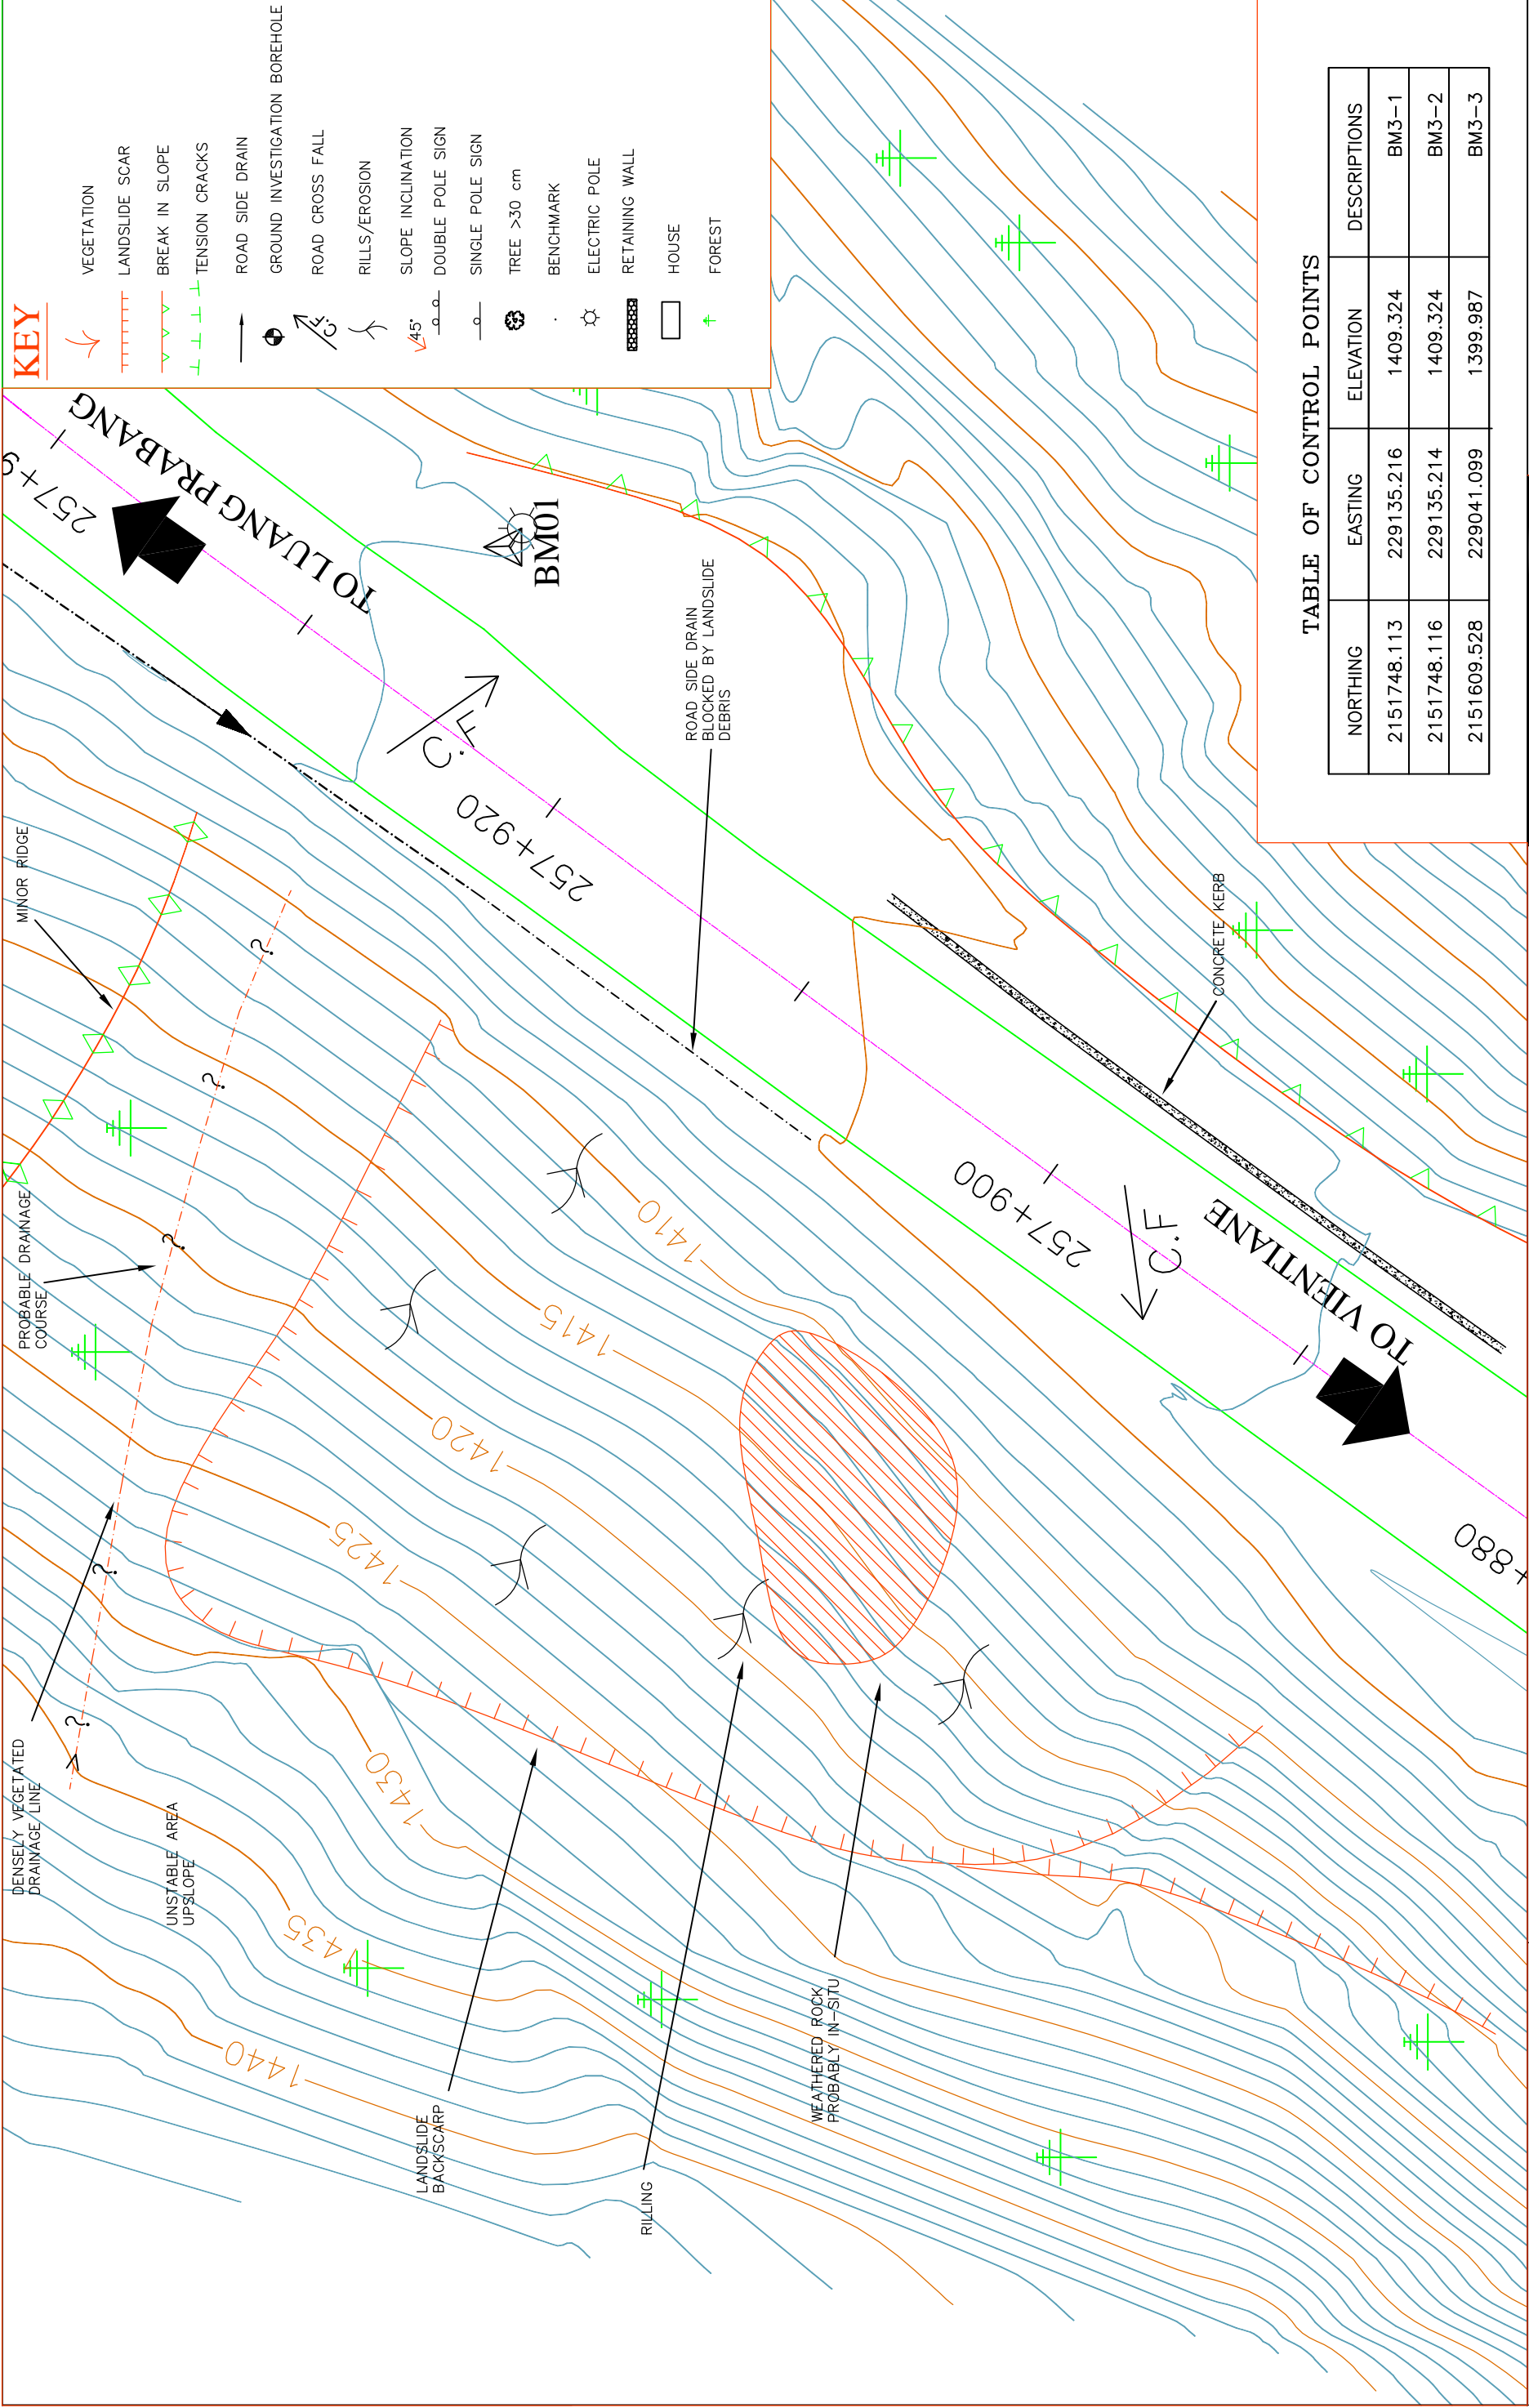 KEY
VEGETATION
LANDSLIDE SCAR
BREAK IN SLOPE
TENSION CRACKS
ROAD SIDE DRAIN
GROUND INVESTIGATION BOREHOLE
C.F
ROAD CROSS FALL
RILLS/EROSION
45°
SLOPE INCLINATION
DOUBLE POLE SIGN
SINGLE POLE SIGN
TREE >30 cm
BENCHMARK
ELECTRIC POLE
RETAINING WALL
HOUSE
FOREST
DENSELY VEGETATED
DRAINAGE LINE
PROBABLE DRAINAGE
COURSE
MINOR RIDGE
257+9
TO LUANG PRABANG
UNSTABLE AREA
UPSLOPE
?
?
?
?
?
1440
1435
1430
1425
1420
1415
1410
C.F
257+920
BM01
LANDSLIDE
BACKSCARP
RILLING
ROAD SIDE DRAIN
BLOCKED BY LANDSLIDE
DEBRIS
WEATHERED ROCK
PROBABLY IN-SITU
257+900
C.F
CONCRETE KERB
TO VIENTIANE
+880
TABLE OF CONTROL POINTS
NORTHING EASTING ELEVATION DESCRIPTIONS
2151748.113 229135.216 1409.324 BM3-1
2151748.116 229135.214 1409.324 BM3-2
2151609.528 229041.099 1399.987 BM3-3